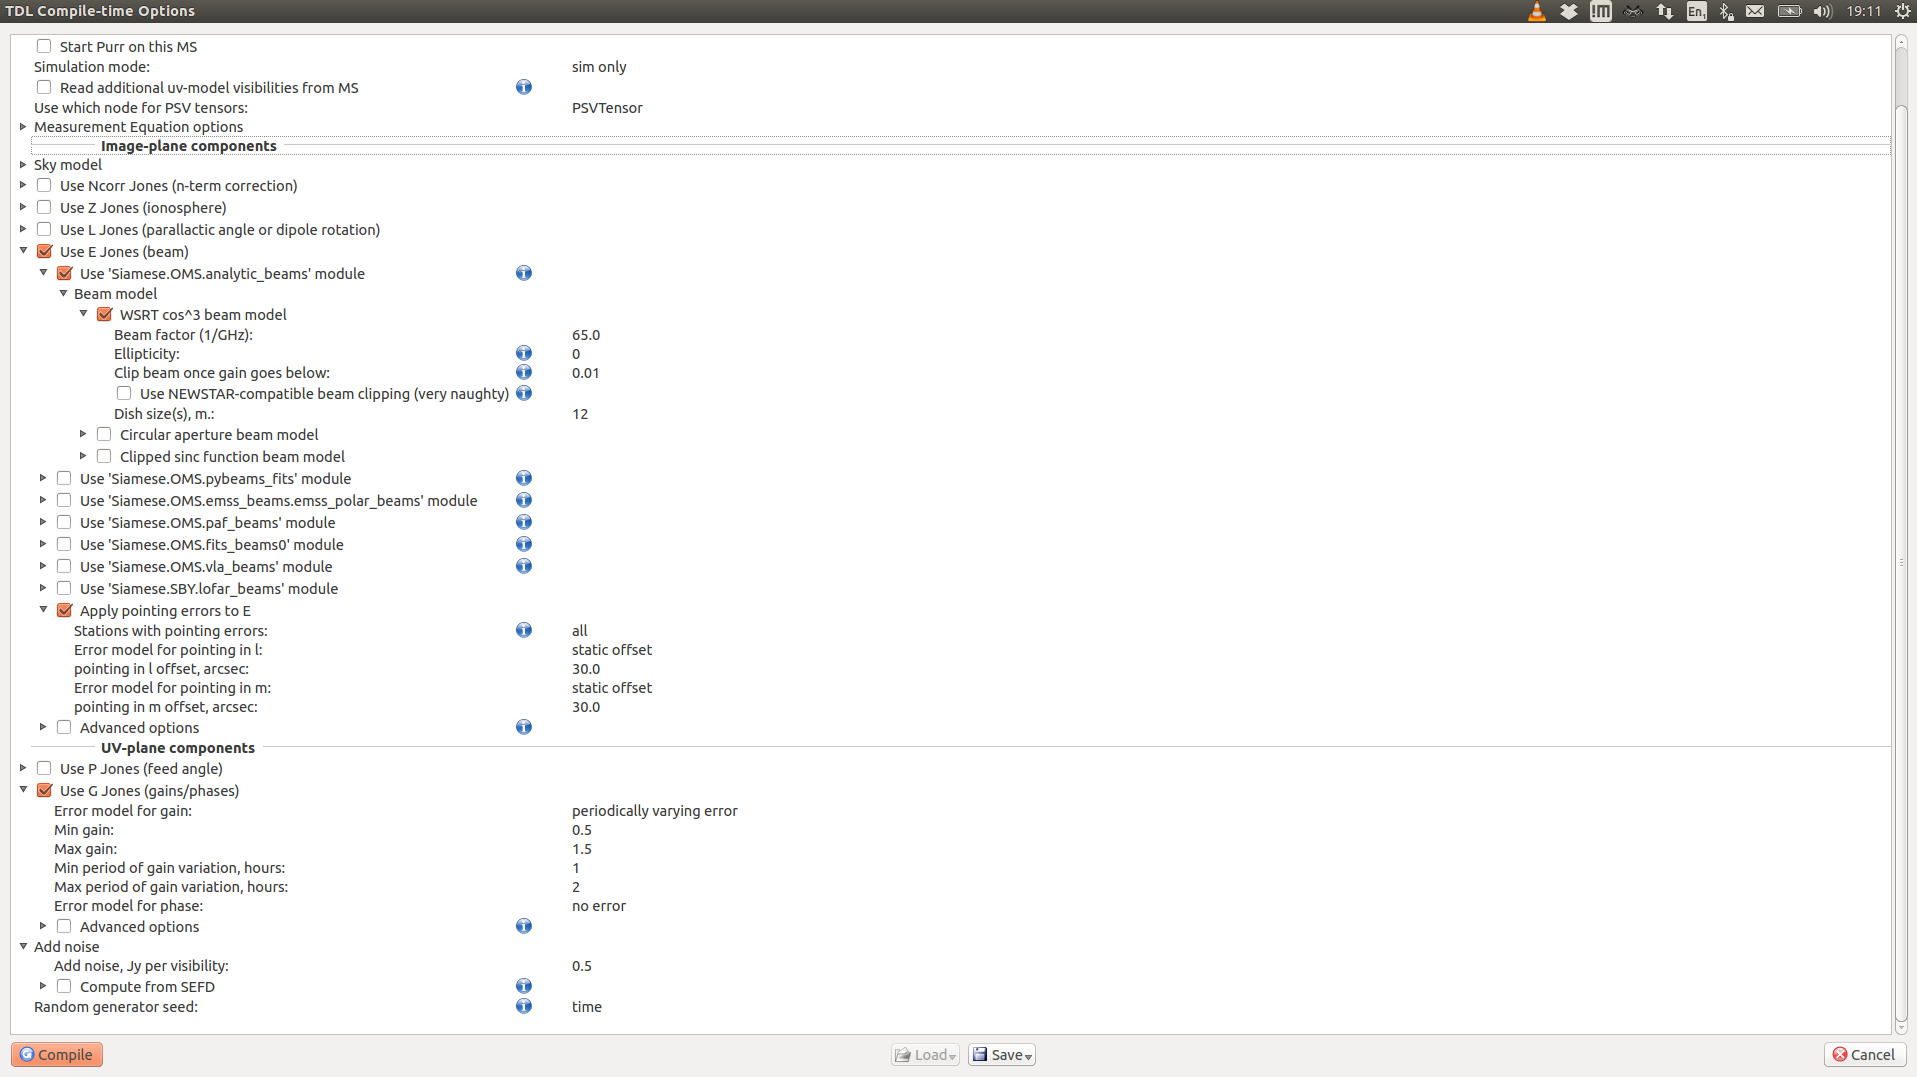 TDL Compile-time Options
!M
En1
19:11
Start Purr on this MS
Simulation mode: sim only
Read additional uv-model visibilities from MS
Use which node for PSV tensors: PSVTensor
Measurement Equation options
Image-plane components
Sky model
Use Ncorr Jones (n-term correction)
Use Z Jones (ionosphere)
Use L Jones (parallactic angle or dipole rotation)
Use E Jones (beam)
Use 'Siamese.OMS.analytic_beams' module
Beam model
WSRT cos^3 beam model
Beam factor (1/GHz): 65.0
Ellipticity: 0
Clip beam once gain goes below: 0.01
Use NEWSTAR-compatible beam clipping (very naughty)
Dish size(s), m.: 12
Circular aperture beam model
Clipped sinc function beam model
Use 'Siamese.OMS.pybeams_fits' module
Use 'Siamese.OMS.emss_beams.emss_polar_beams' module
Use 'Siamese.OMS.paf_beams' module
Use 'Siamese.OMS.fits_beams0' module
Use 'Siamese.OMS.vla_beams' module
Use 'Siamese.SBY.lofar_beams' module
Apply pointing errors to E
Stations with pointing errors: all
Error model for pointing in l: static offset
pointing in l offset, arcsec: 30.0
Error model for pointing in m: static offset
pointing in m offset, arcsec: 30.0
Advanced options
UV-plane components
Use P Jones (feed angle)
Use G Jones (gains/phases)
Error model for gain: periodically varying error
Min gain: 0.5
Max gain: 1.5
Min period of gain variation, hours: 1
Max period of gain variation, hours: 2
Error model for phase: no error
Advanced options
Add noise
Add noise, Jy per visibility: 0.5
Compute from SEFD
Random generator seed: time
Compile Load Save Cancel